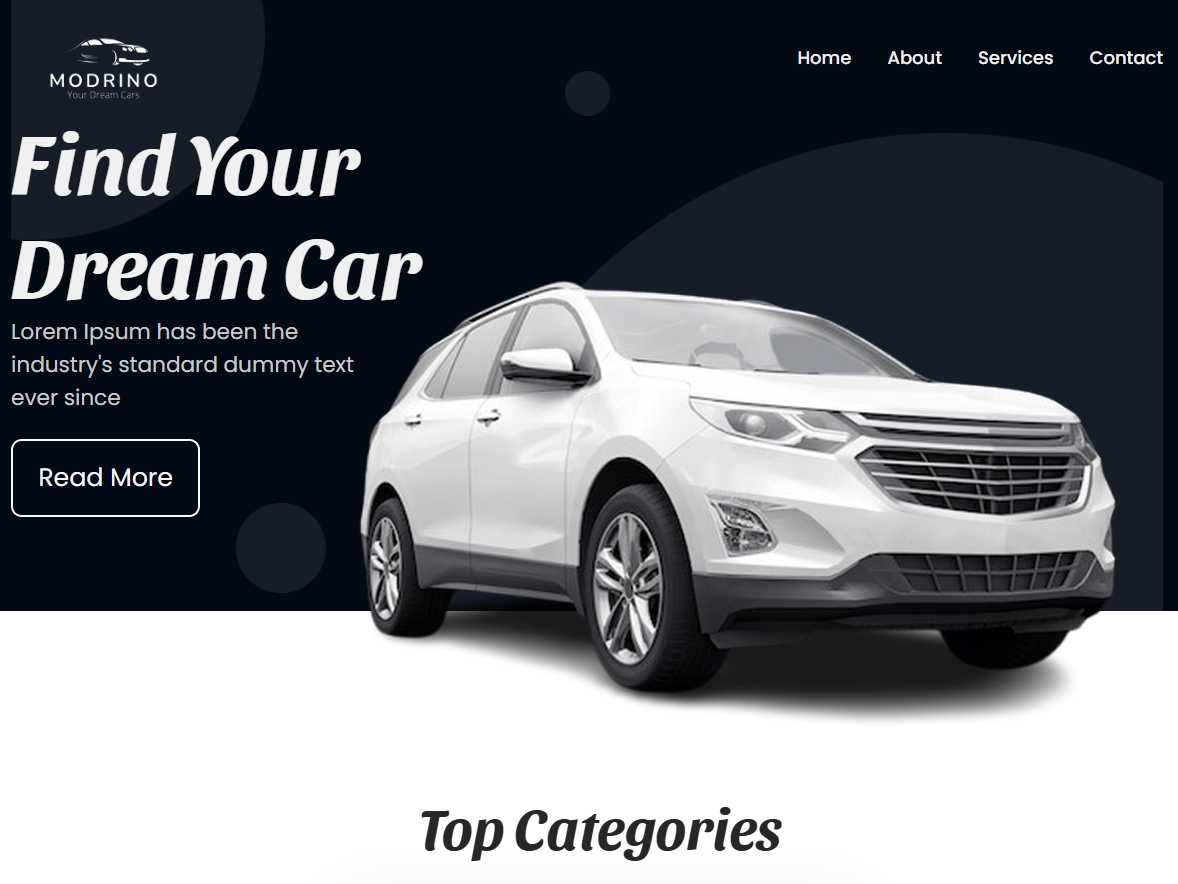 MODRINO
Your Dream Cars
Home About Services Contact
Find Your
Dream Car
Lorem Ipsum has been the
industry's standard dummy text
ever since
Read More
Top Categories